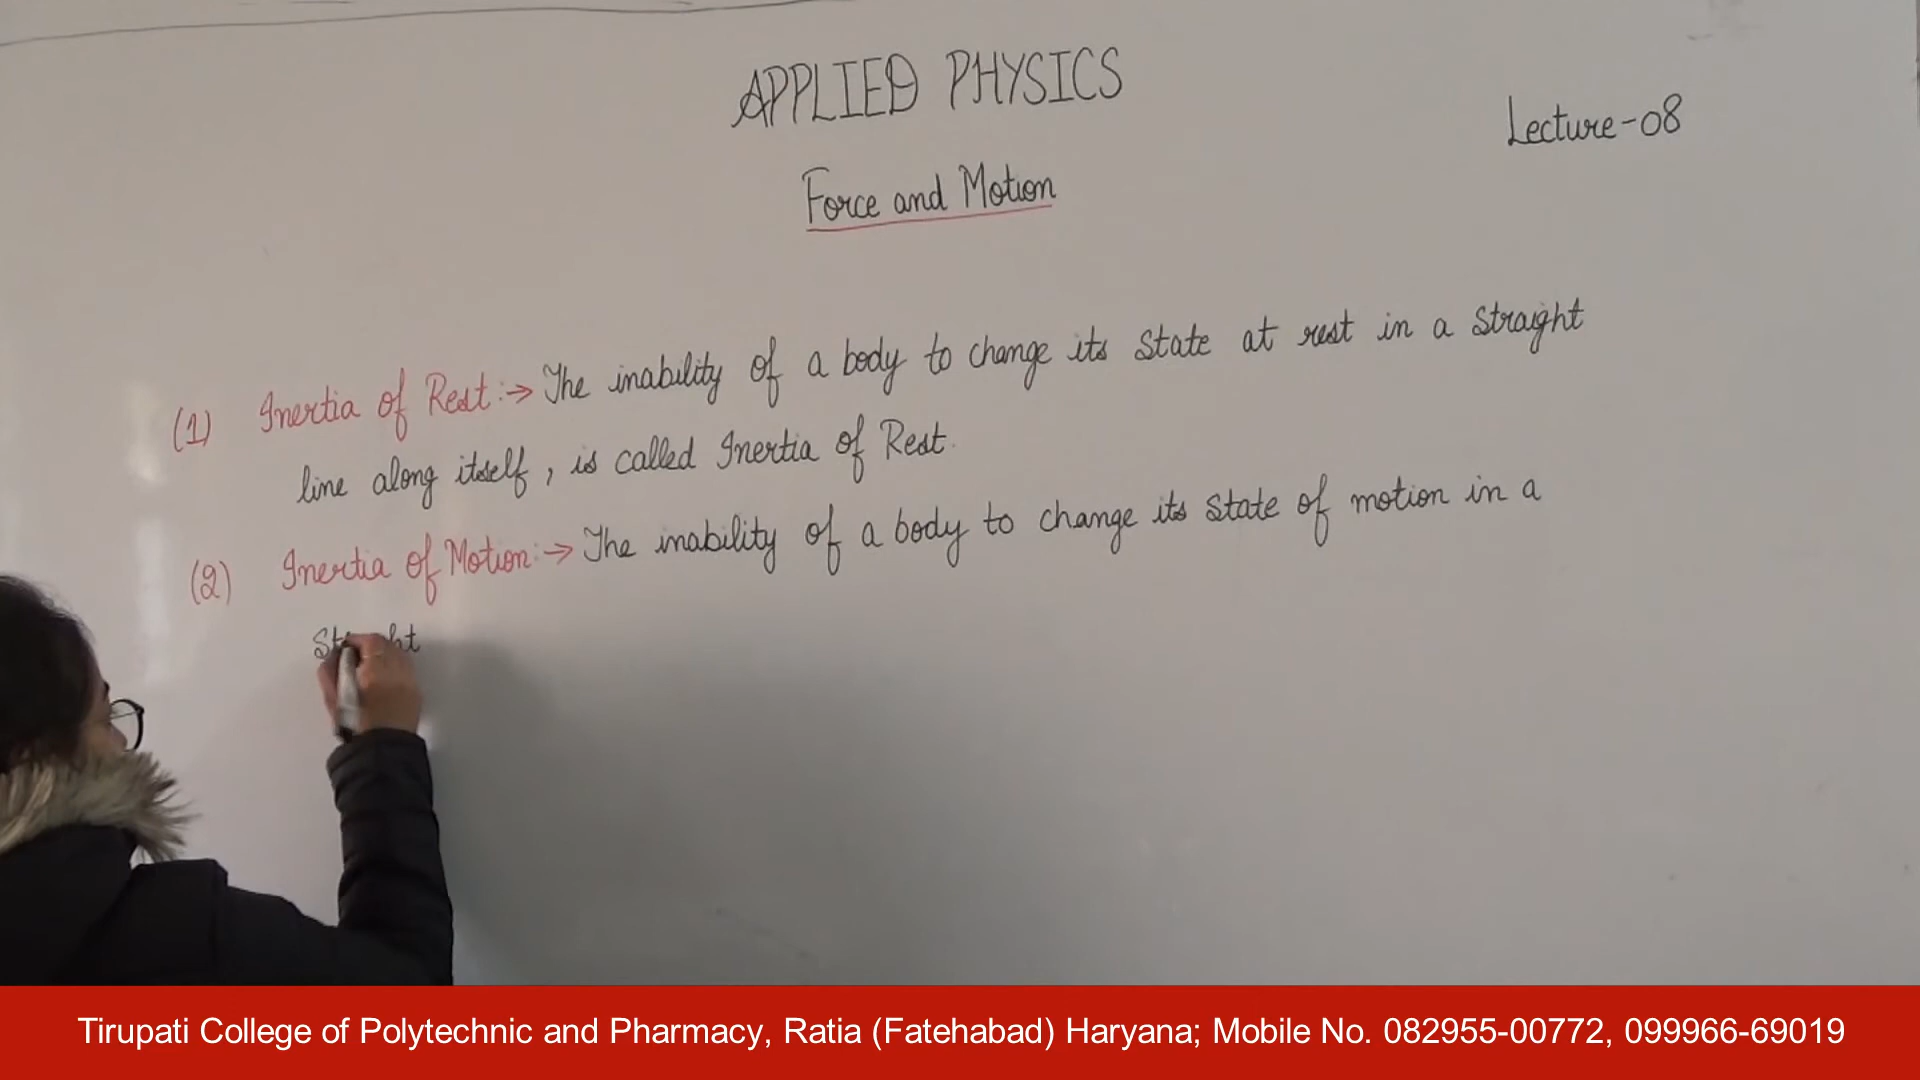 APPLIED PHYSICS
Lecture-08
Force and Motion
(1) Inertia of Rest:→ The inability of a body to change its state at rest in a straight
line along itself, is called Inertia of Rest.
(2) Inertia of Motion:→ The inability of a body to change its state of motion in a
Tirupati College of Polytechnic and Pharmacy, Ratia (Fatehabad) Haryana; Mobile No. 082955-00772, 099966-69019